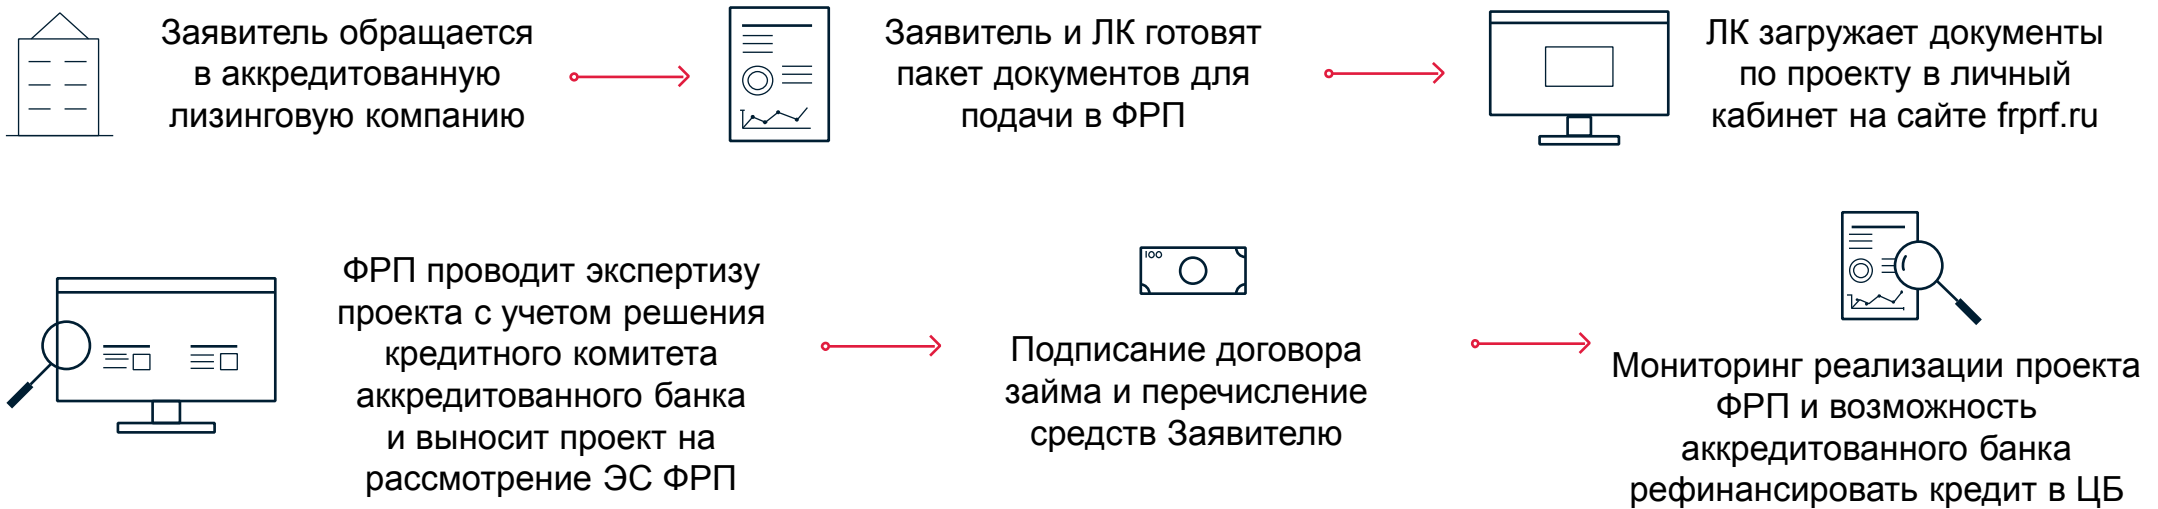 Заявитель обращается
в аккредитованную
лизинговую компанию
Заявитель и ЛК готовят
пакет документов для
подачи в ФРП
ЛК загружает документы
по проекту в личный
кабинет на сайте frprf.ru
ФРП проводит экспертизу
проекта с учетом решения
кредитного комитета
аккредитованного банка
и выносит проект на
рассмотрение ЭС ФРП
100
Подписание договора
займа и перечисление
средств Заявителю
Мониторинг реализации проекта
ФРП и возможность
аккредитованного банка
рефинансировать кредит в ЦБ